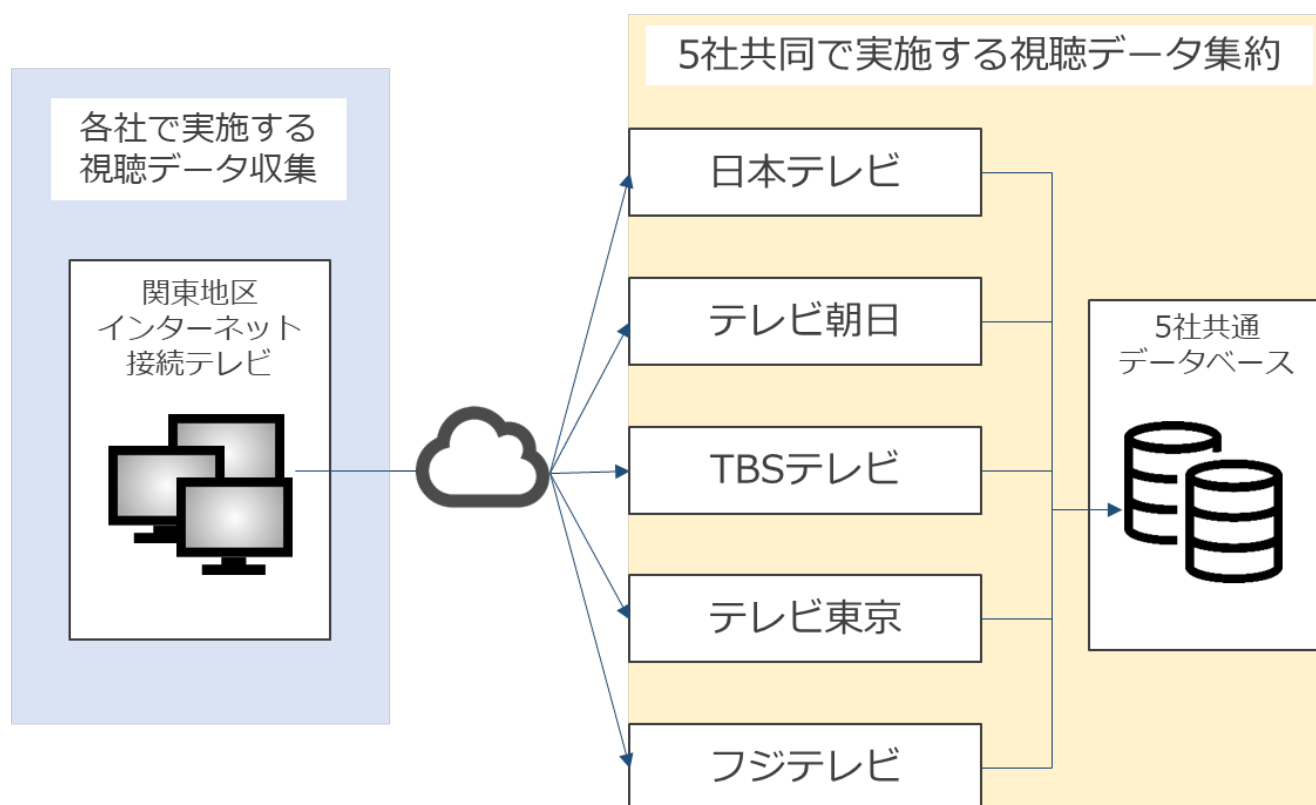 5社共同で実施する視聴データ集約
各社で実施する
視聴データ収集
関東地区
インターネット
接続テレビ
日本テレビ
テレビ朝日
TBSテレビ
テレビ東京
フジテレビ
5社共通
データベース